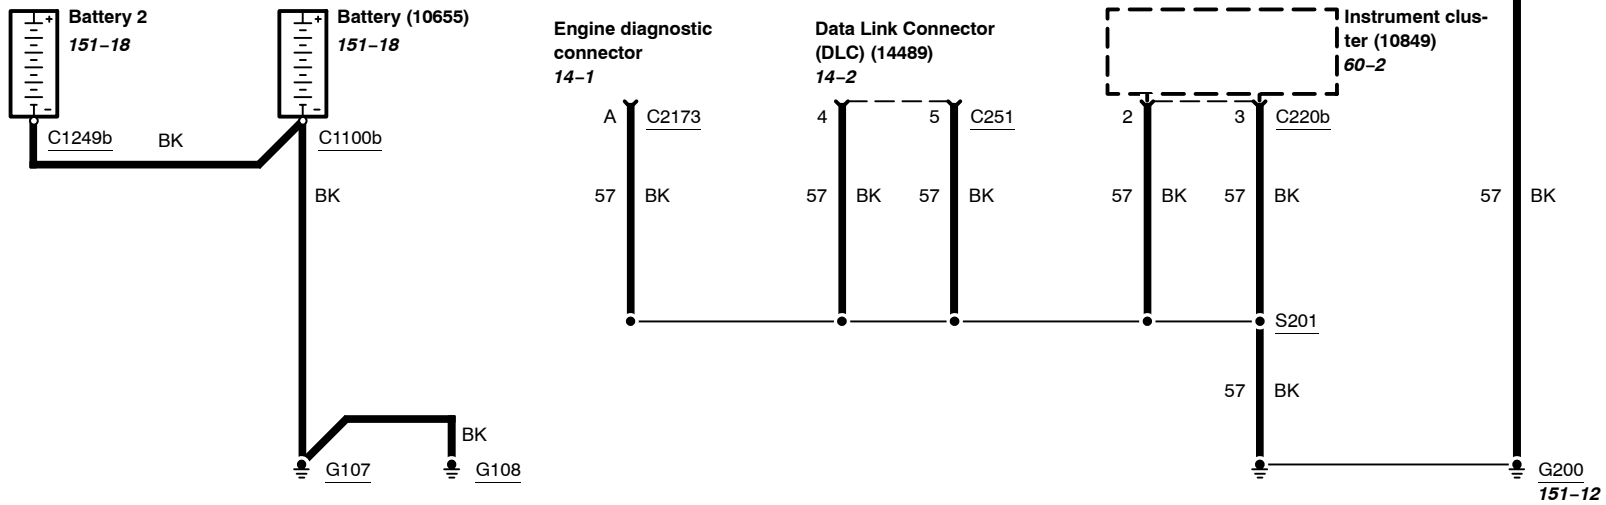 Battery 2
151–18
Battery (10655)
151–18
Engine diagnostic
connector
14–1
Data Link Connector
(DLC) (14489)
14–2
Instrument clus-
ter (10849)
60–2
+
–
+
–
C1249b
BK
C1100b
A
C2173
4
5
C251
2
3
C220b
BK
57
BK
57
BK
57
BK
57
BK
57
BK
57
BK
S201
57
BK
BK
G107
G108
G200
151–12